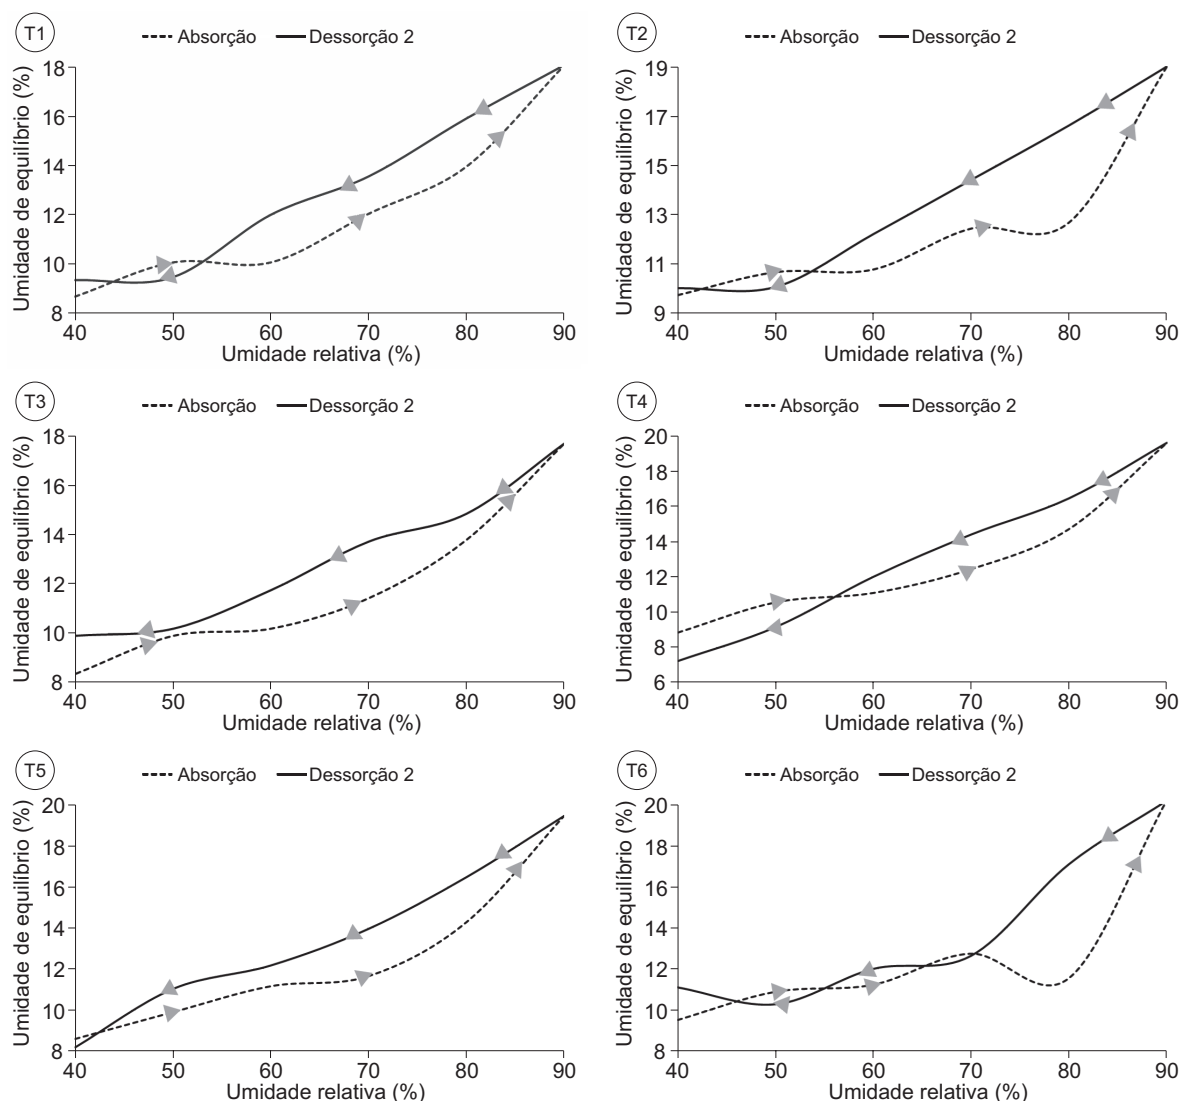 T1
Absorção Dessorção 2
Umidade de equilíbrio (%)
18
16
14
12
10
8
40 50 60 70 80 90
Umidade relativa (%)
T2
Absorção Dessorção 2
Umidade de equilíbrio (%)
19
17
15
13
11
9
40 50 60 70 80 90
Umidade relativa (%)
T3
Absorção Dessorção 2
Umidade de equilíbrio (%)
18
16
14
12
10
8
40 50 60 70 80 90
Umidade relativa (%)
T4
Absorção Dessorção 2
Umidade de equilíbrio (%)
20
18
16
14
12
10
8
6
40 50 60 70 80 90
Umidade relativa (%)
T5
Absorção Dessorção 2
Umidade de equilíbrio (%)
20
18
16
14
12
10
8
40 50 60 70 80 90
Umidade relativa (%)
T6
Absorção Dessorção 2
Umidade de equilíbrio (%)
20
18
16
14
12
10
8
40 50 60 70 80 90
Umidade relativa (%)